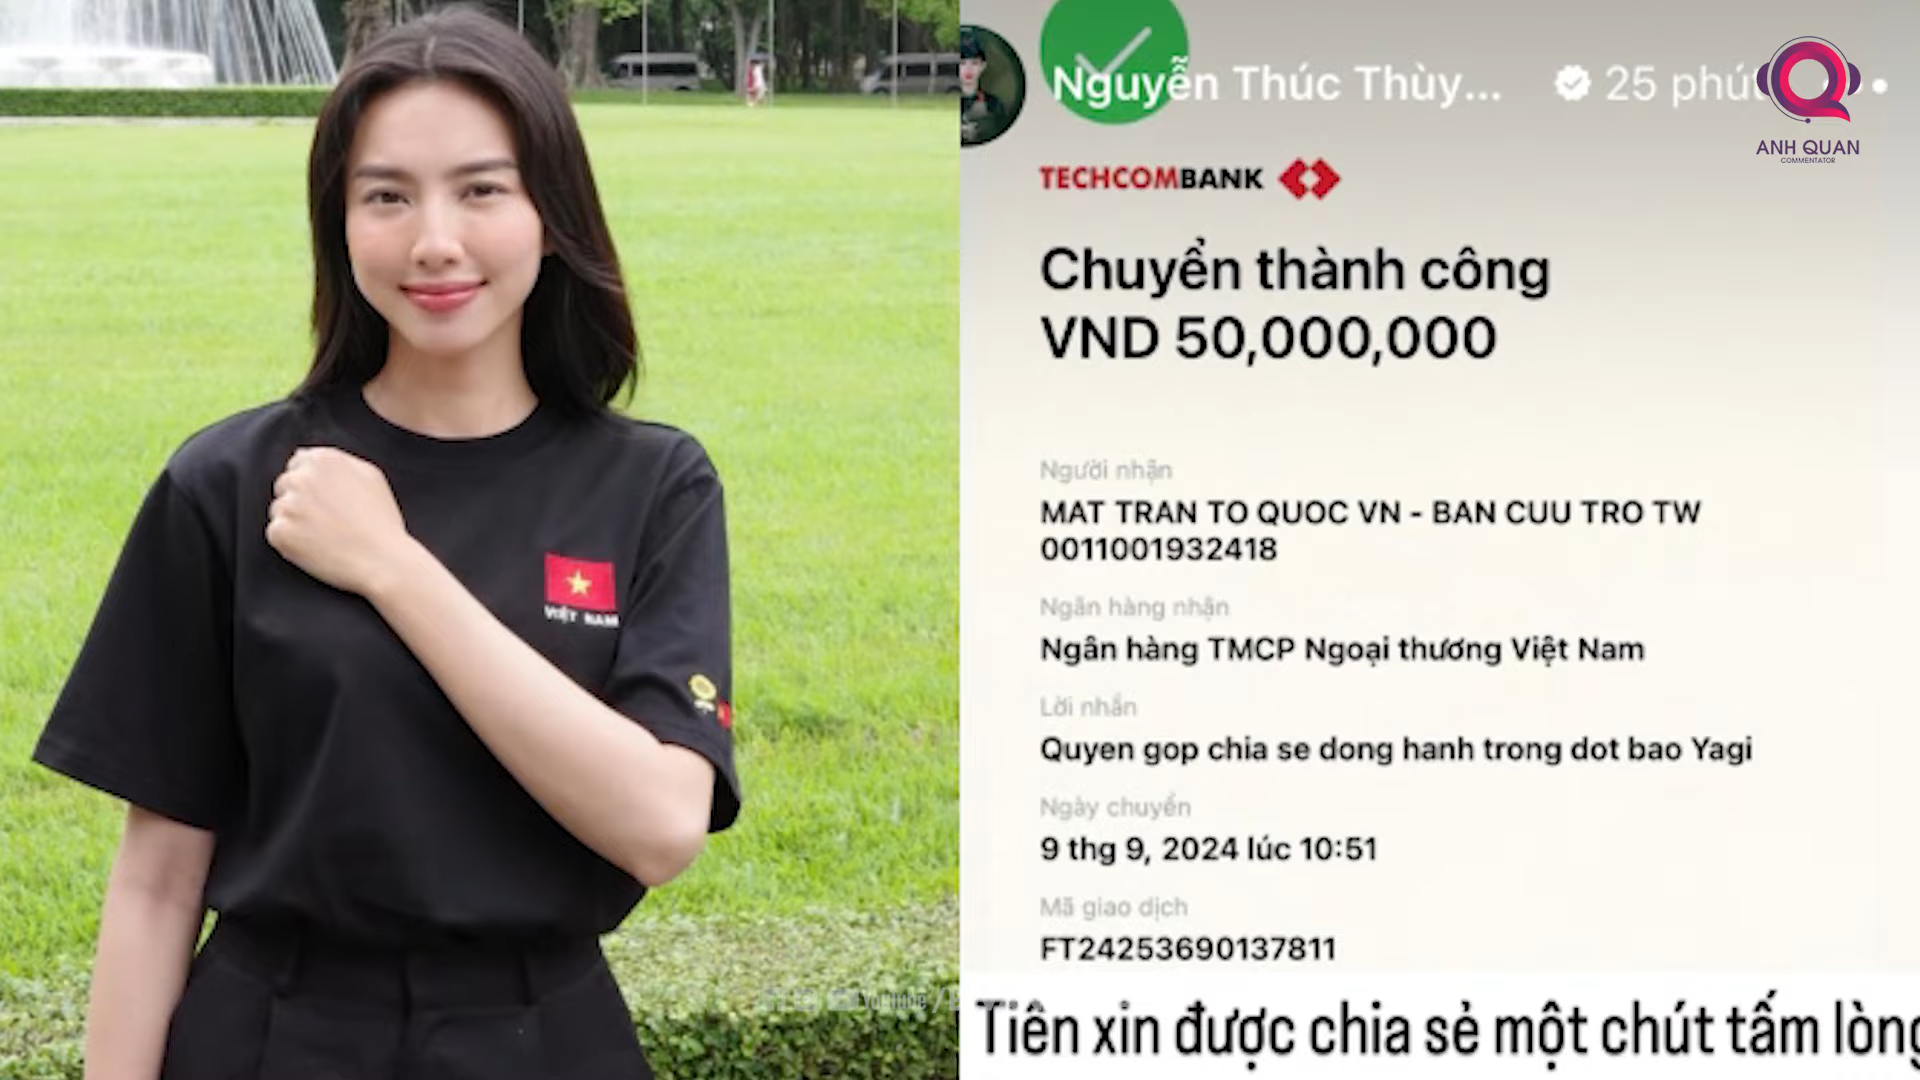 VIỆT NAM
Nguyễn Thúc Thùy... 25 phút
ANH QUAN
COMMENTATOR
TECHCOMBANK
Chuyển thành công
VND 50,000,000
Người nhận
MAT TRAN TO QUOC VN - BAN CUU TRO TW
0011001932418
Ngân hàng nhận
Ngân hàng TMCP Ngoại thương Việt Nam
Lời nhắn
Quyen gop chia se dong hanh trong dot bao Yagi
Ngày chuyển
9 thg 9, 2024 lúc 10:51
Mã giao dịch
FT24253690137811
Youtube /
Tiên xin được chia sẻ một chút tấm lòng